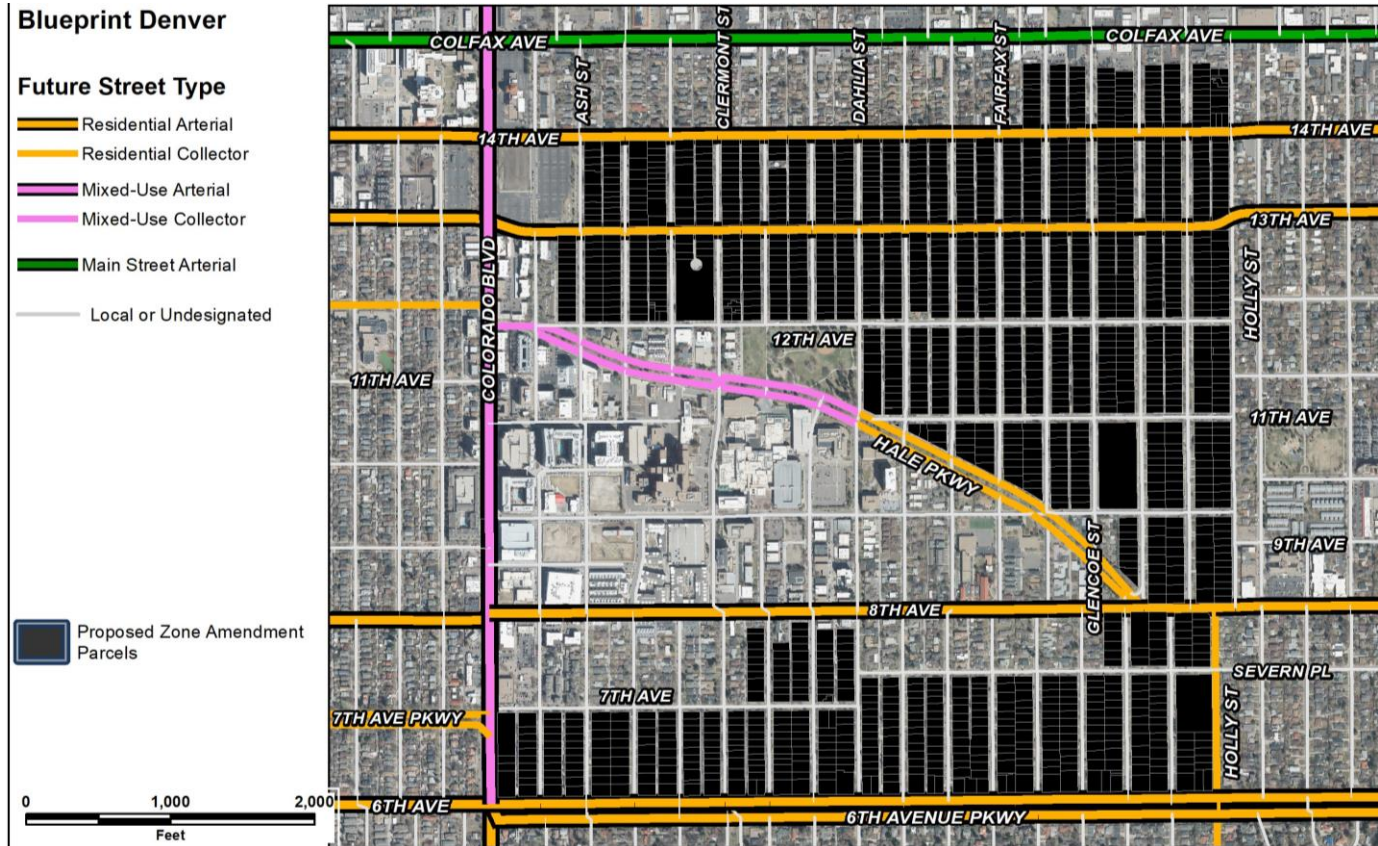 Blueprint Denver
Future Street Type
Residential Arterial
Residential Collector
Mixed-Use Arterial
Mixed-Use Collector
Main Street Arterial
Local or Undesignated
Proposed Zone Amendment
Parcels
0 1,000 2,000
Feet
COLFAX AVE
COLFAX AVE
ASH ST
CLERMONT ST
DAHLIA ST
FAIRFAX ST
14TH AVE
14TH AVE
13TH AVE
COLORADO BLVD
HOLLY ST
12TH AVE
11TH AVE
11TH AVE
HALE PKWY
GLENCOE ST
9TH AVE
8TH AVE
SEVERN PL
7TH AVE
7TH AVE PKWY
HOLLY ST
6TH AVE
6TH AVENUE PKWY